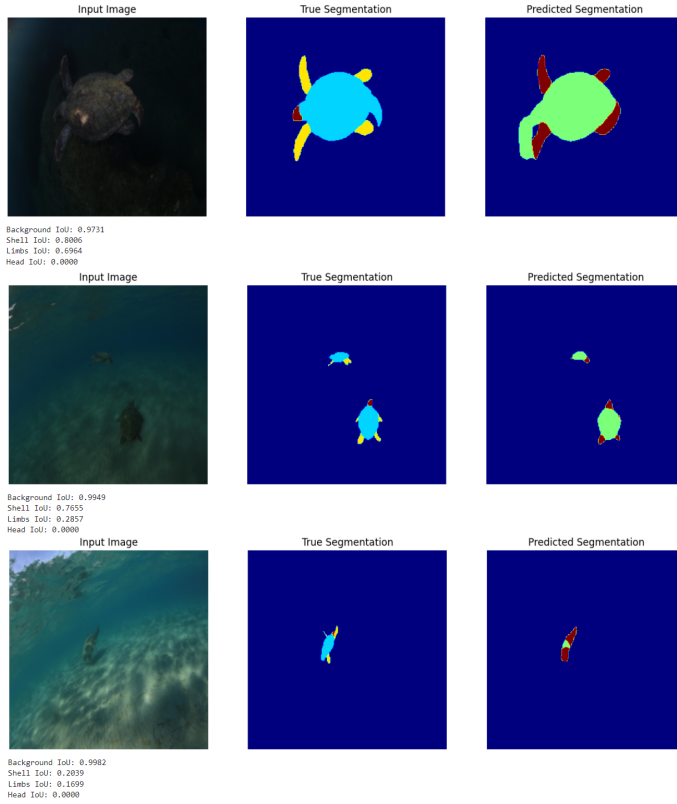 Input Image
True Segmentation
Predicted Segmentation
Background IoU: 0.9731
Shell IoU: 0.8006
Limbs IoU: 0.6964
Head IoU: 0.0000
Input Image
True Segmentation
Predicted Segmentation
Background IoU: 0.9949
Shell IoU: 0.7655
Limbs IoU: 0.2857
Head IoU: 0.0000
Input Image
True Segmentation
Predicted Segmentation
Background IoU: 0.9982
Shell IoU: 0.2039
Limbs IoU: 0.1699
Head IoU: 0.0000